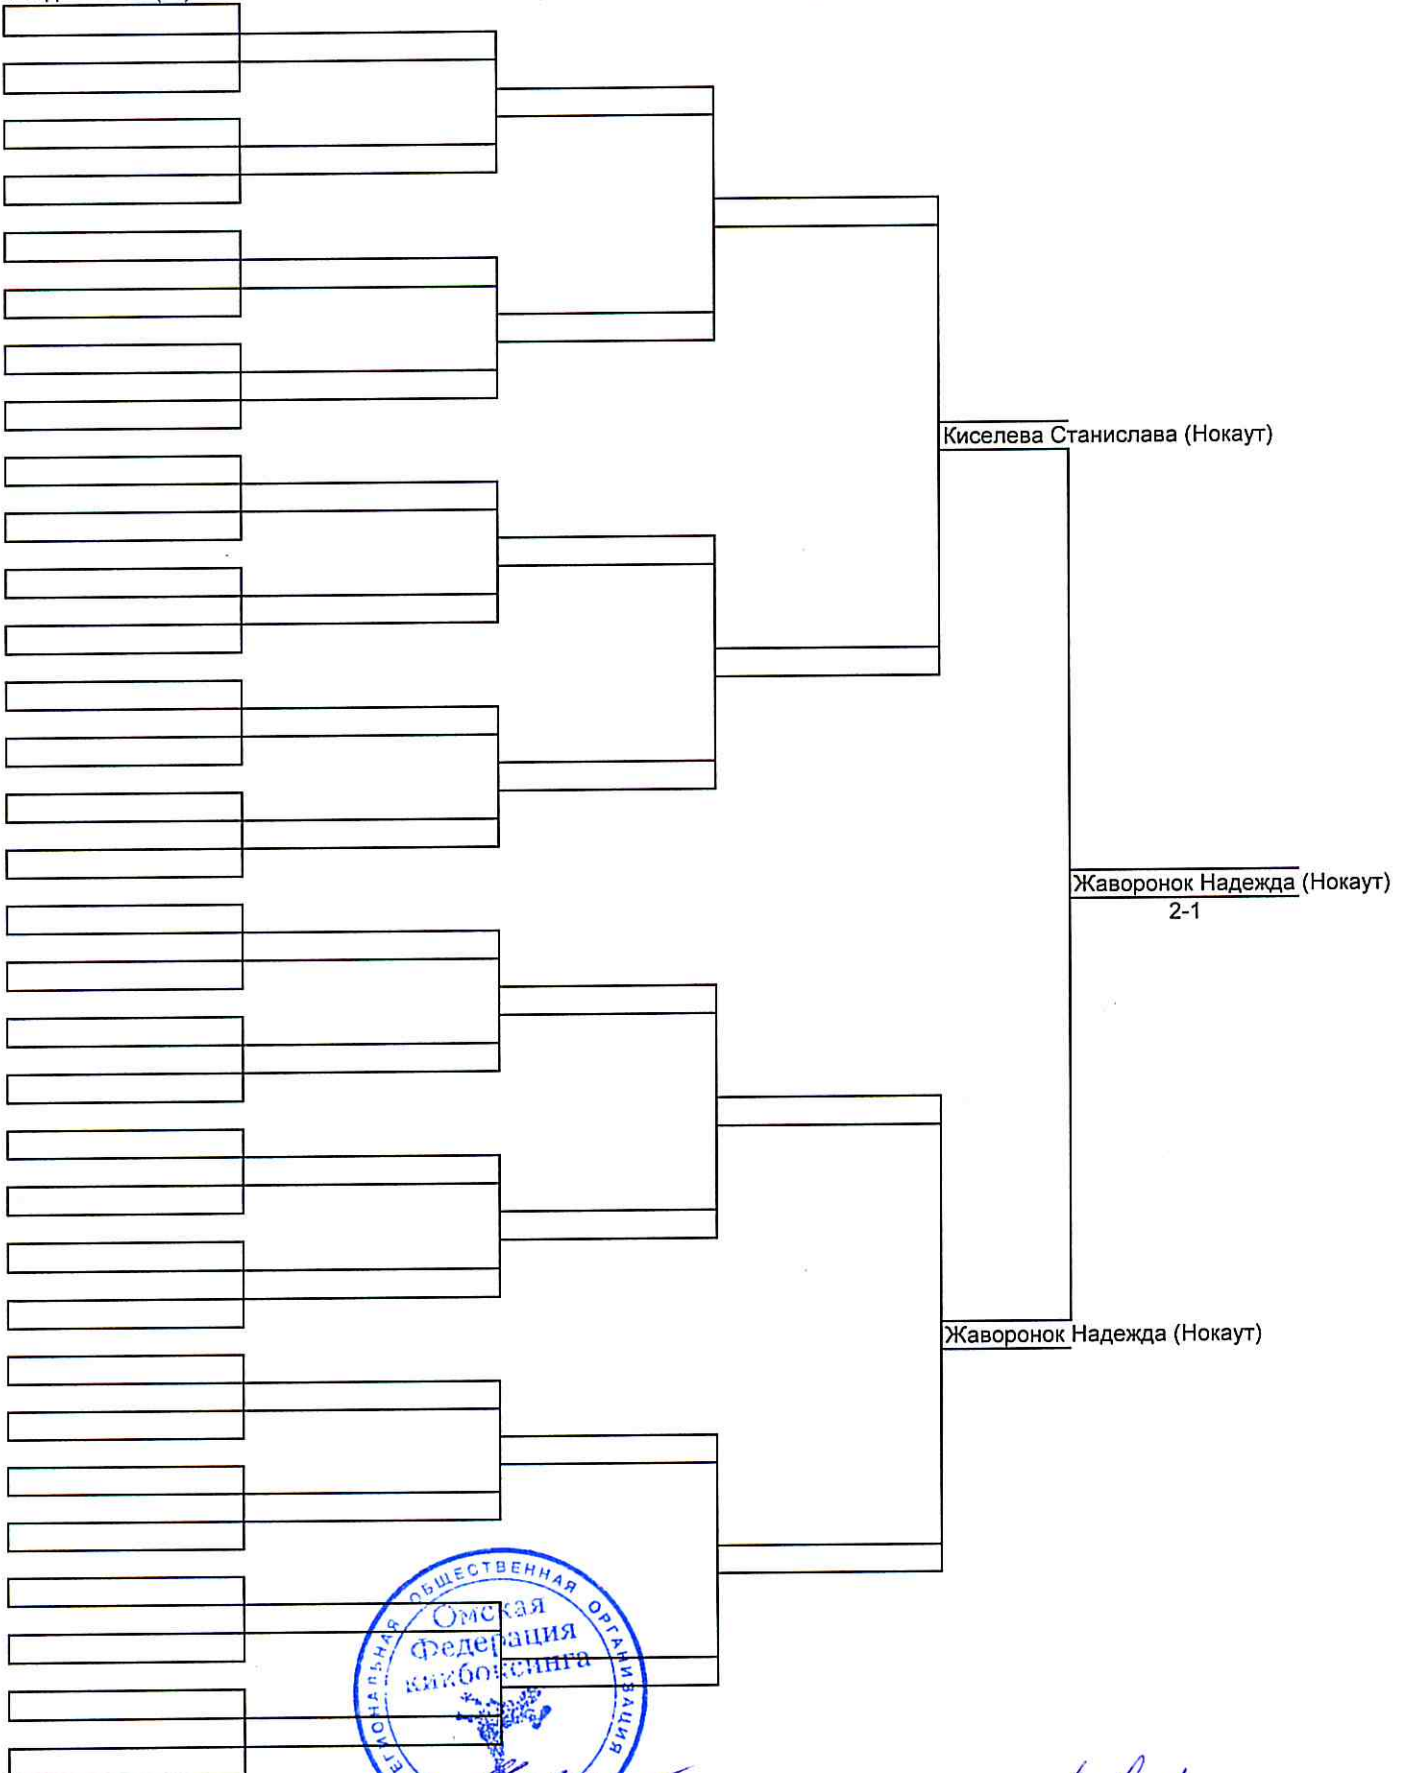 Киселева Станислава (Нокаут)
Жаворонок Надежда (Нокаут)
2-1
Жаворонок Надежда (Нокаут)
ОБЩЕСТВЕННАЯ ОРГАНИЗАЦИЯ
Омская
Федерация
кикбоксинга